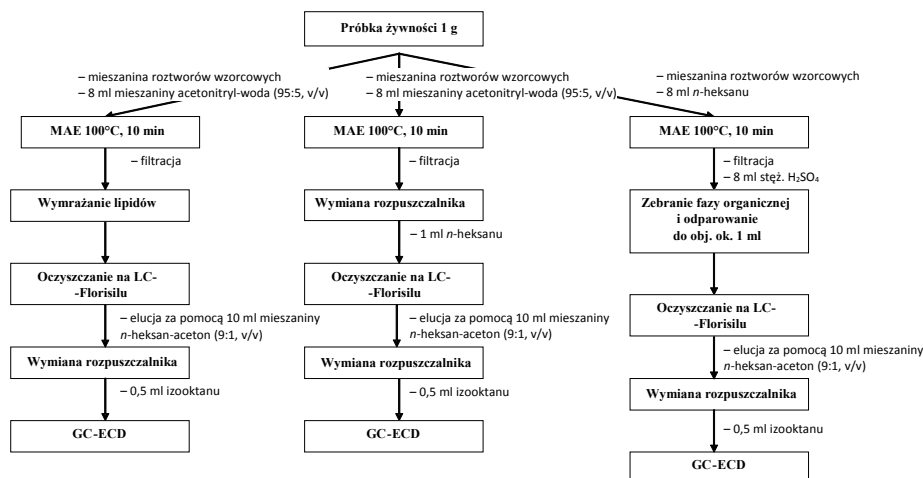 Próbka żywności 1 g
– mieszanina roztworów wzorcowych
– 8 ml mieszaniny acetonitryl-woda (95:5, v/v)
MAE 100°C, 10 min
– filtracja
Wymrażanie lipidów
Oczyszczanie na LC-
-Florisilu
– elucja za pomocą 10 ml mieszaniny
n-heksan-aceton (9:1, v/v)
Wymiana rozpuszczalnika
– 0,5 ml izooktanu
GC-ECD
– mieszanina roztworów wzorcowych
– 8 ml mieszaniny acetonitryl-woda (95:5, v/v)
MAE 100°C, 10 min
– filtracja
Wymiana rozpuszczalnika
– 1 ml n-heksanu
Oczyszczanie na LC-
-Florisilu
– elucja za pomocą 10 ml mieszaniny
n-heksan-aceton (9:1, v/v)
Wymiana rozpuszczalnika
– 0,5 ml izooktanu
GC-ECD
– mieszanina roztworów wzorcowych
– 8 ml n-heksanu
MAE 100°C, 10 min
– filtracja
– 8 ml stęż. H₂SO₄
Zebranie fazy organicznej
i odparowanie
do obj. ok. 1 ml
Oczyszczanie na LC-
-Florisilu
– elucja za pomocą 10 ml mieszaniny
n-heksan-aceton (9:1, v/v)
Wymiana rozpuszczalnika
– 0,5 ml izooktanu
GC-ECD